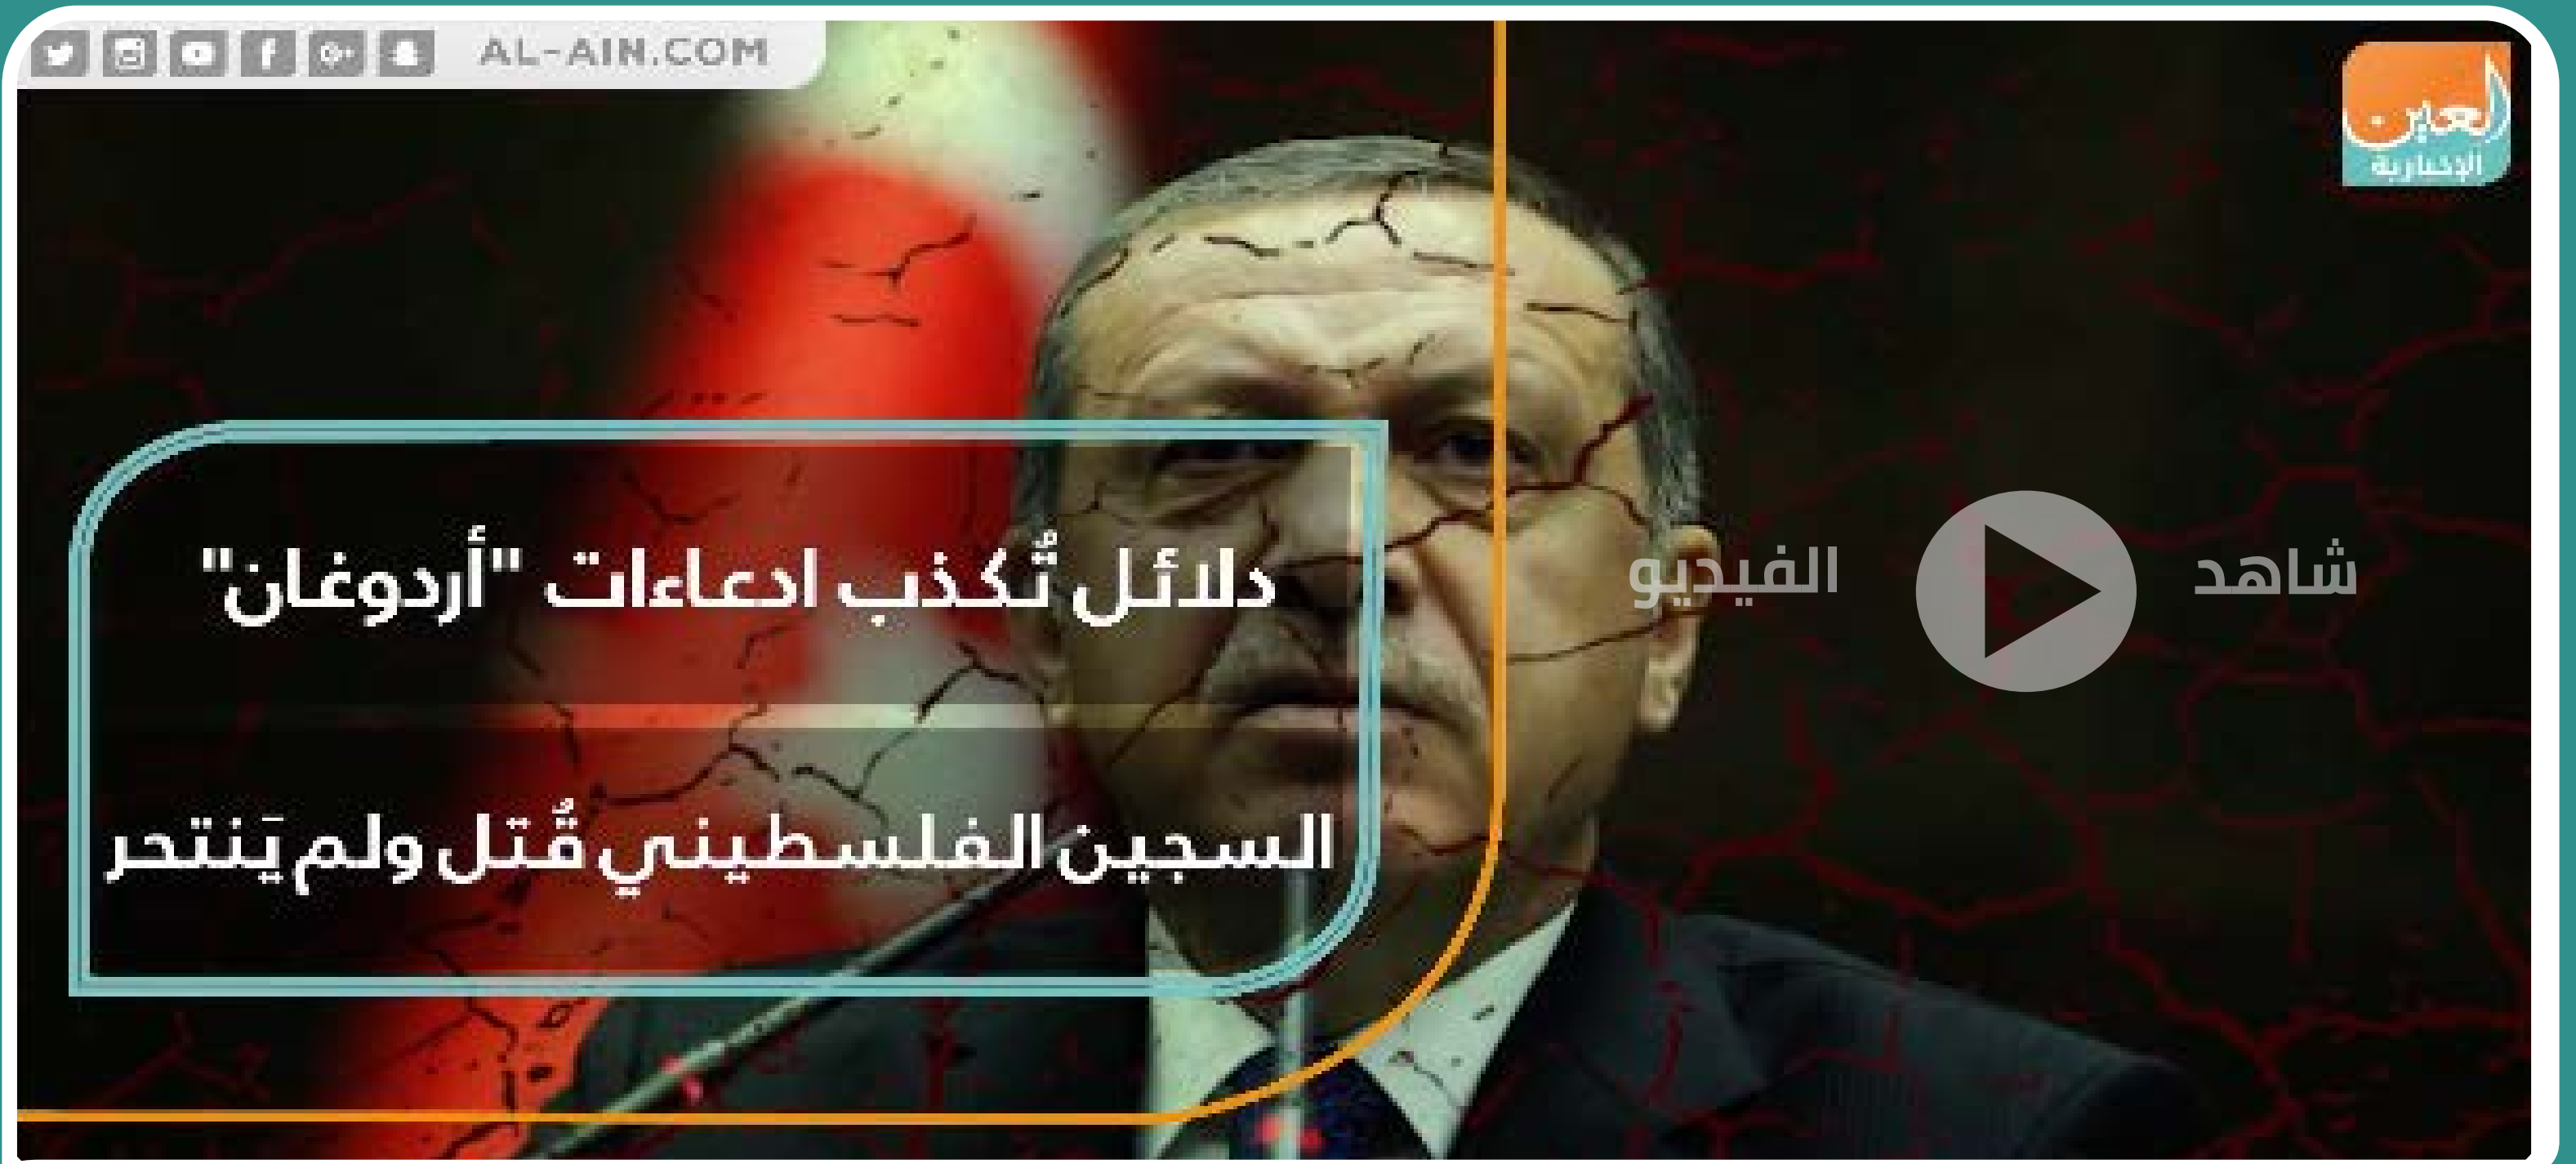 AL-AIN.COM
العين
الإخبارية
شاهد الفيديو
دلائل تُكذب ادعاءات "أردوغان"
السجين الفلسطيني قُتل ولم يَنتحر